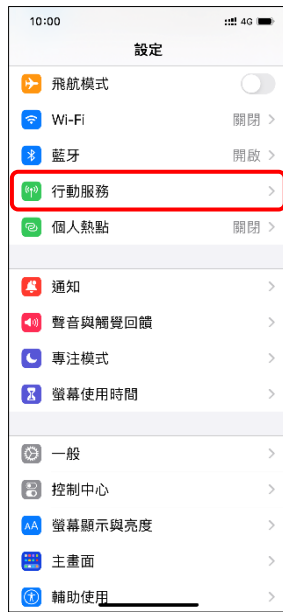 10:00 4G
設定
飛航模式
Wi-Fi 關閉
藍牙 開啟
行動服務
個人熱點 關閉
通知
聲音與觸覺回饋
專注模式
螢幕使用時間
一般
控制中心
AA 螢幕顯示與亮度
主畫面
輔助使用